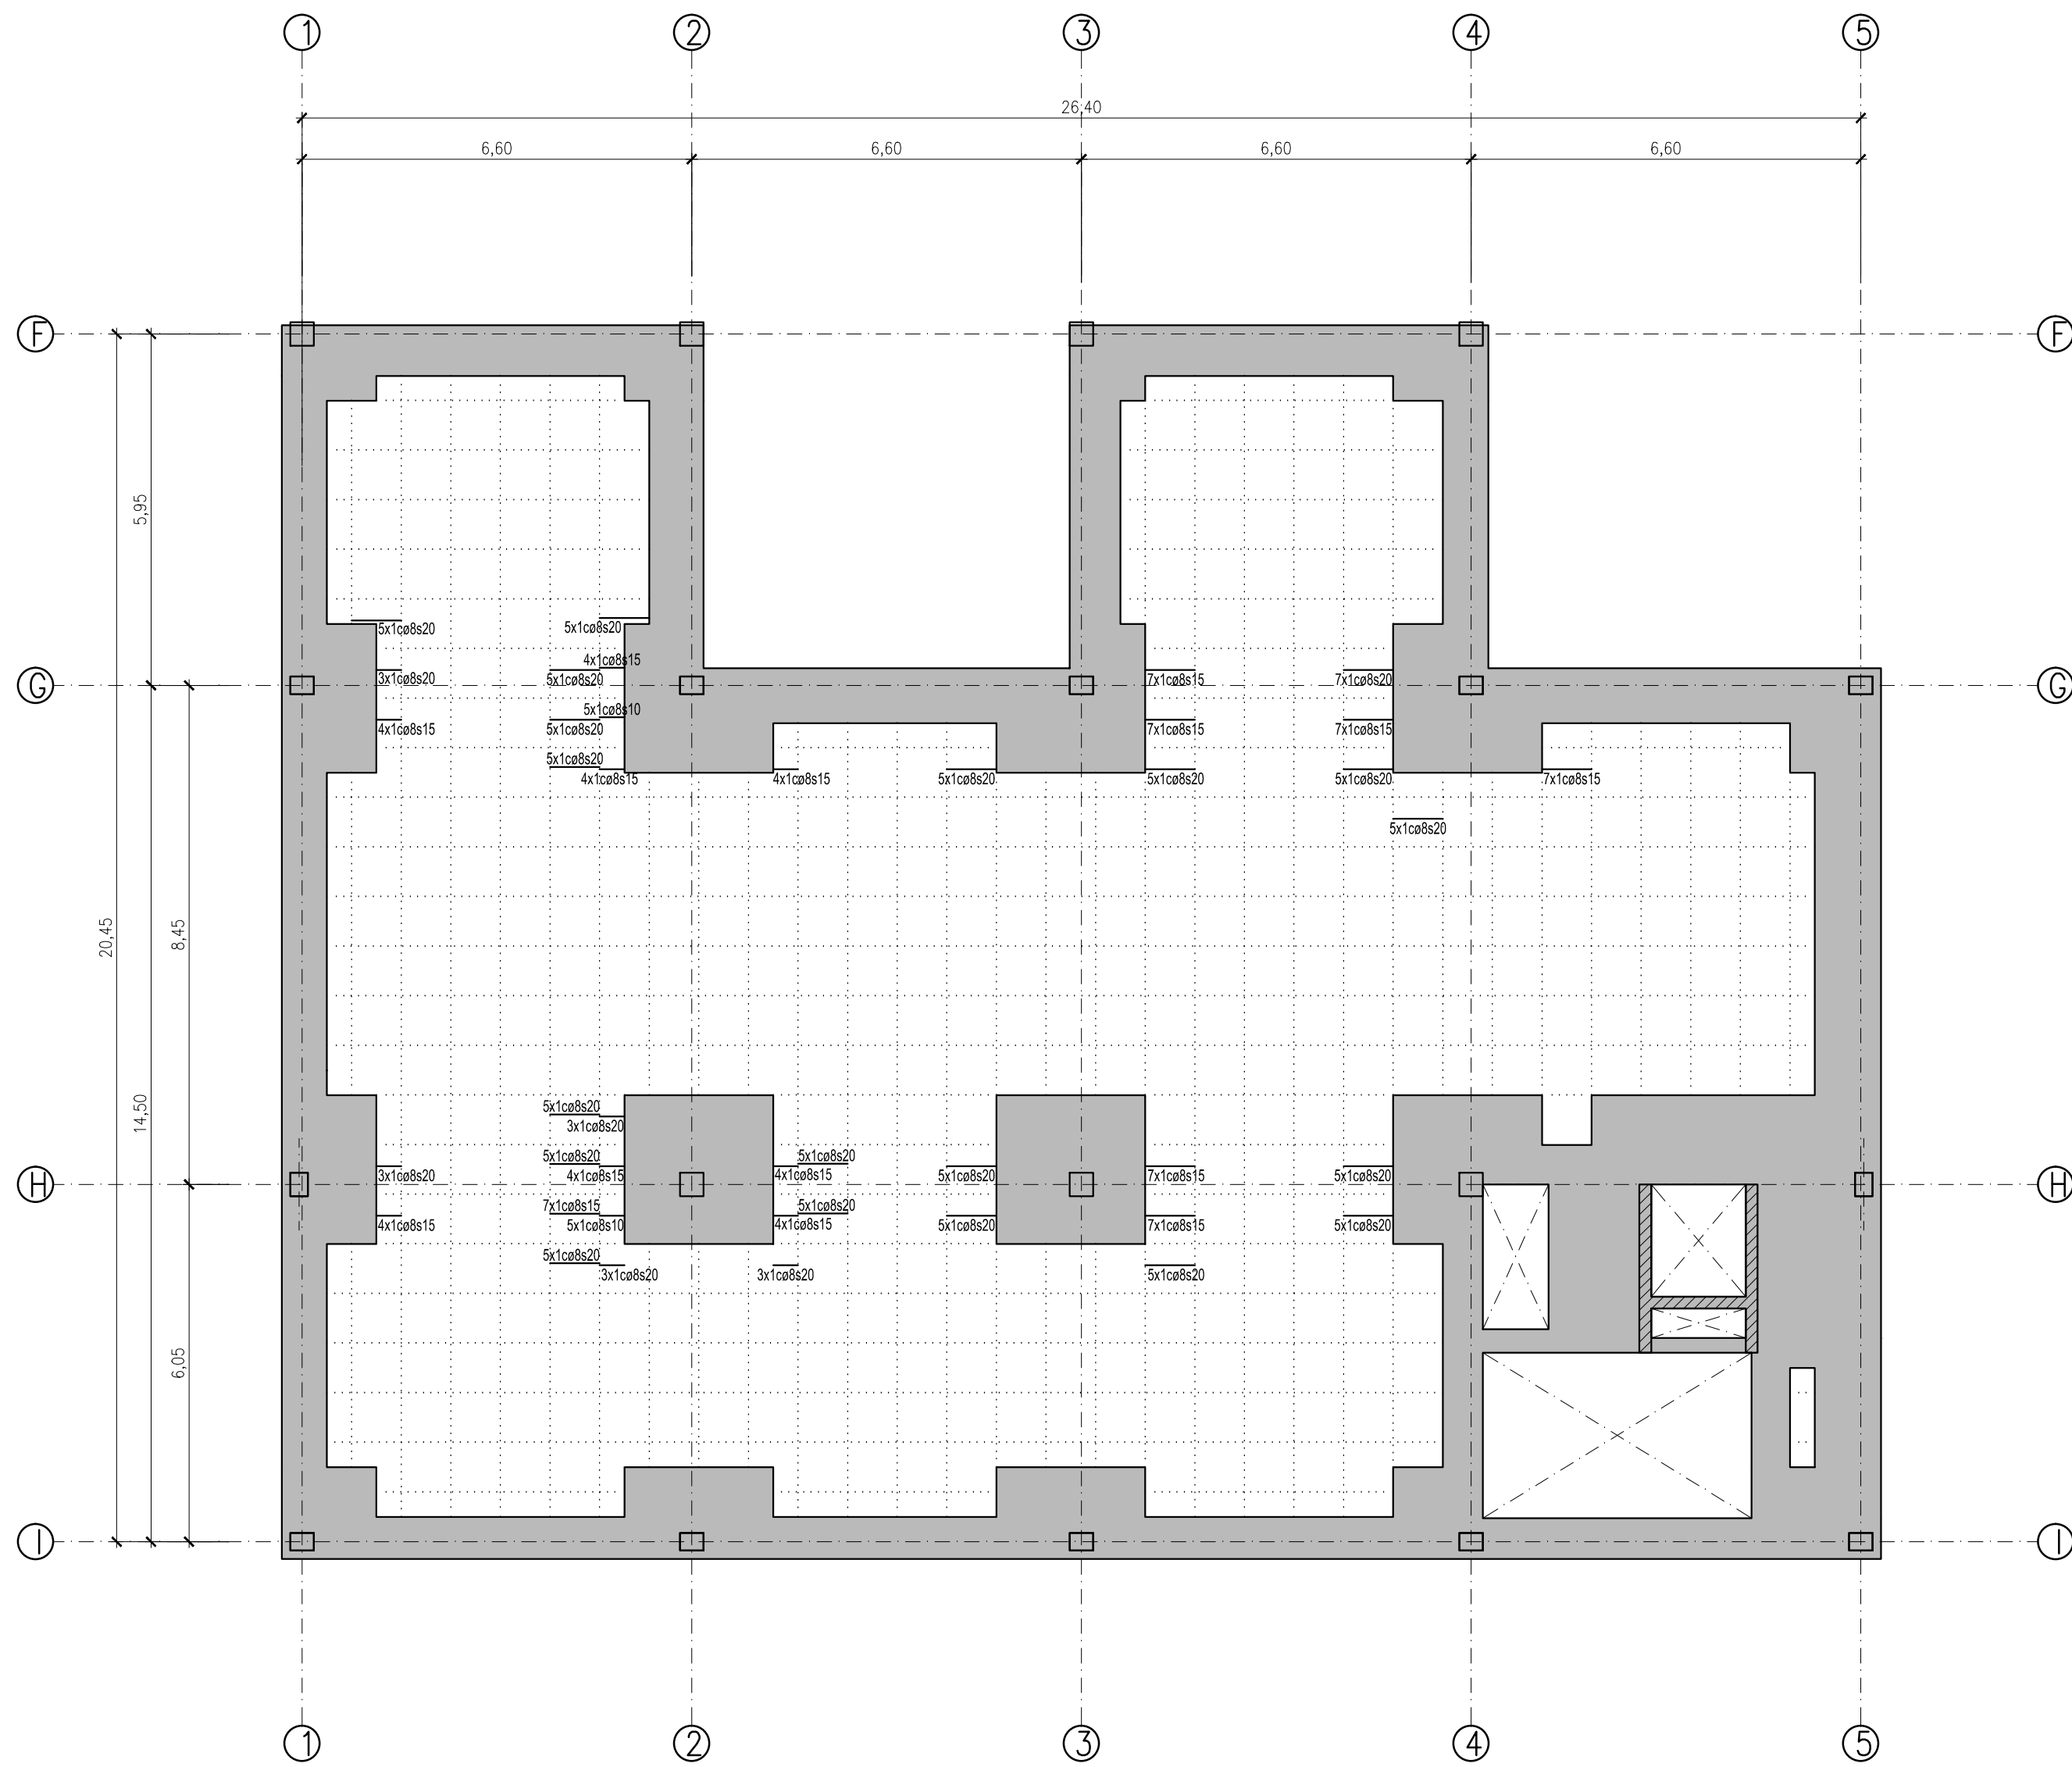 1 2 3 4 5
26,40
6,60 6,60 6,60 6,60
F F
5,95
5x1cø8s20 5x1cø8s20
4x1cø8s15
3x1cø8s20 5x1cø8s20 7x1cø8s15 7x1cø8s20
G G
5x1cø8s10
4x1cø8s15 5x1cø8s20 7x1cø8s15 7x1cø8s15
5x1cø8s20
4x1cø8s15 4x1cø8s15 5x1cø8s20 5x1cø8s20 5x1cø8s20 7x1cø8s15
5x1cø8s20
20,45
8,45
14,50
5x1cø8s20
3x1cø8s20
5x1cø8s20 5x1cø8s20
3x1cø8s20 4x1cø8s15 4x1cø8s15 5x1cø8s20 7x1cø8s15 5x1cø8s20
H H
7x1cø8s15 5x1cø8s20
4x1cø8s15 5x1cø8s10 4x1cø8s15 5x1cø8s20 7x1cø8s15 5x1cø8s20
5x1cø8s20
3x1cø8s20 3x1cø8s20 5x1cø8s20
6,05
I I
1 2 3 4 5